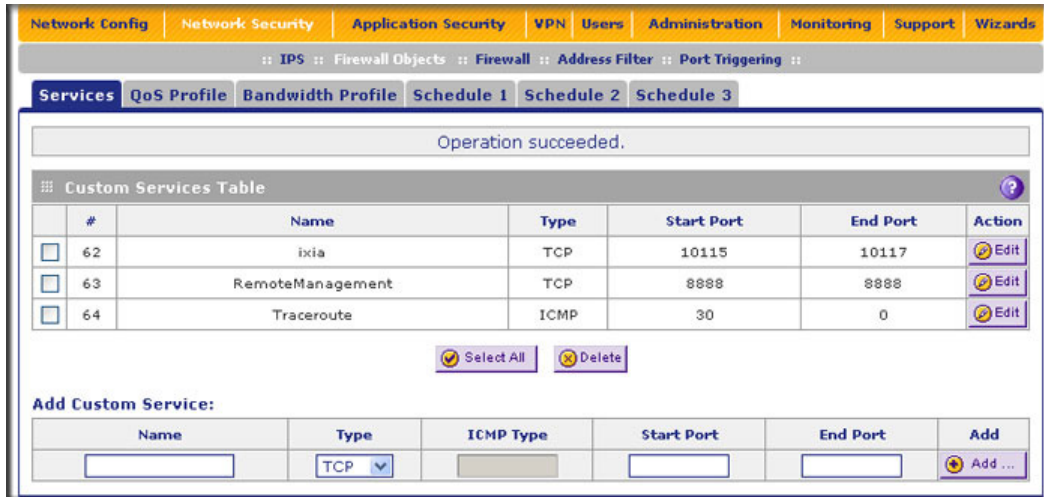 Network Config Network Security Application Security VPN Users Administration Monitoring Support Wizards
:: IPS :: Firewall Objects :: Firewall :: Address Filter :: Port Triggering ::
Services QoS Profile Bandwidth Profile Schedule 1 Schedule 2 Schedule 3
Operation succeeded.
Custom Services Table ?
# Name Type Start Port End Port Action
62 ixia TCP 10115 10117 Edit
63 RemoteManagement TCP 8888 8888 Edit
64 Traceroute ICMP 30 0 Edit
Select All Delete
Add Custom Service:
Name Type ICMP Type Start Port End Port Add
TCP Add ...